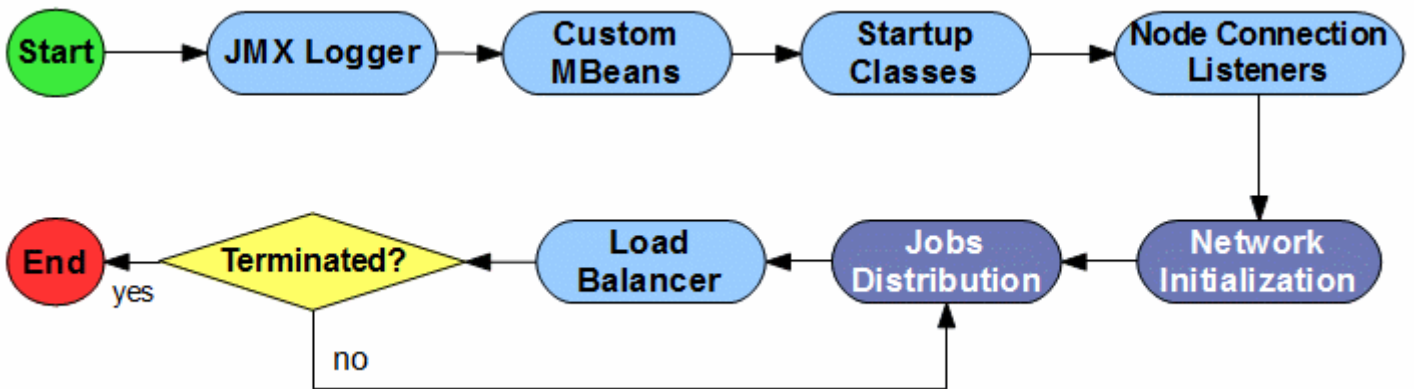 Start
JMX Logger
Custom
MBeans
Startup
Classes
Node Connection
Listeners
End
yes
Terminated?
no
Load
Balancer
Jobs
Distribution
Network
Initialization